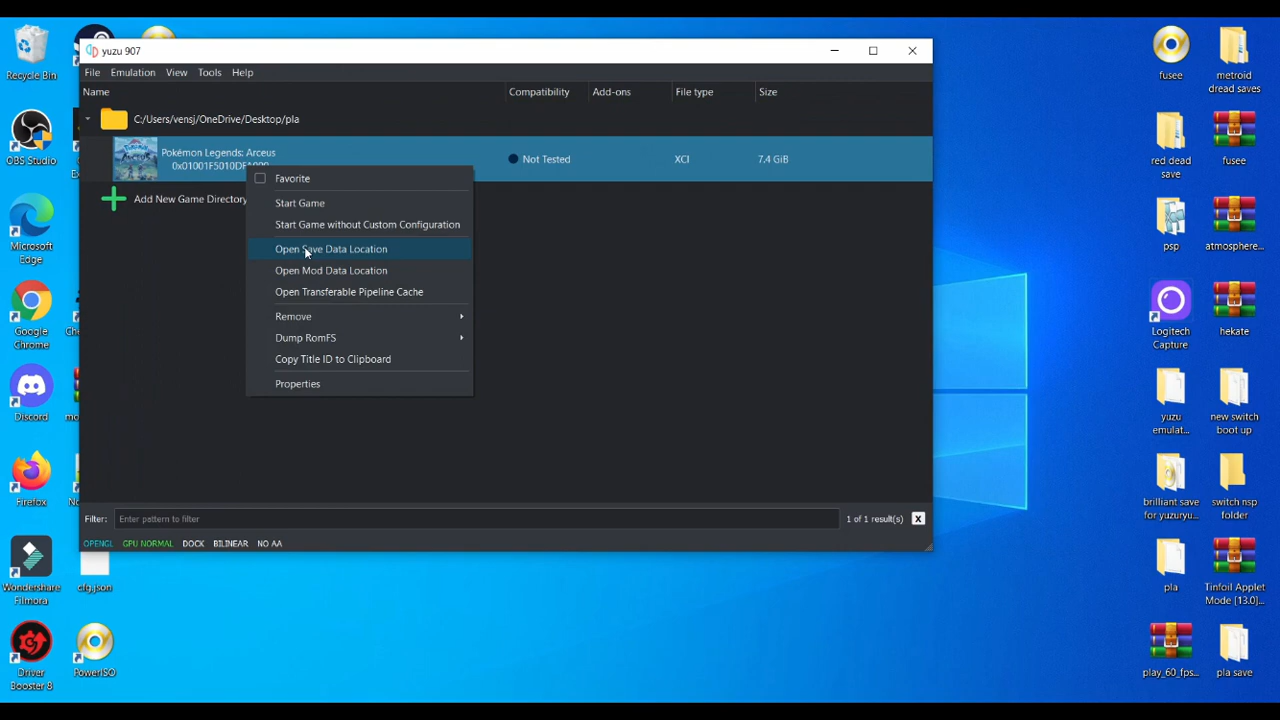 yuzu 907
File Emulation View Tools Help
Name Compatibility Add-ons File type Size
C:/Users/vensj/OneDrive/Desktop/pla
Pokémon Legends: Arceus
Not Tested XCI 7.4 GiB
Add New Game Directory
Favorite
Start Game
Start Game without Custom Configuration
Open Save Data Location
Open Mod Data Location
Open Transferable Pipeline Cache
Remove
Dump RomFS
Copy Title ID to Clipboard
Properties
Filter: Enter pattern to filter 1 of 1 result(s) X
OPENGL GPU NORMAL DOCK BILINEAR NO AA
Recycle Bin
OBS Studio
Microsoft
Edge
Google
Chrome
Discord
Firefox
Wondershare
Filmora
cfg.json
Driver
Booster 8
PowerISO
fusee
metroid
dread saves
red dead
save
fusee
psp
atmosphere...
Logitech
Capture
hekate
yuzu
emulat...
new switch
boot up
brilliant save
for yuzuryu...
switch nsp
folder
pla
Tinfoil Applet
Mode [13.0]...
play_60_fps...
pla save